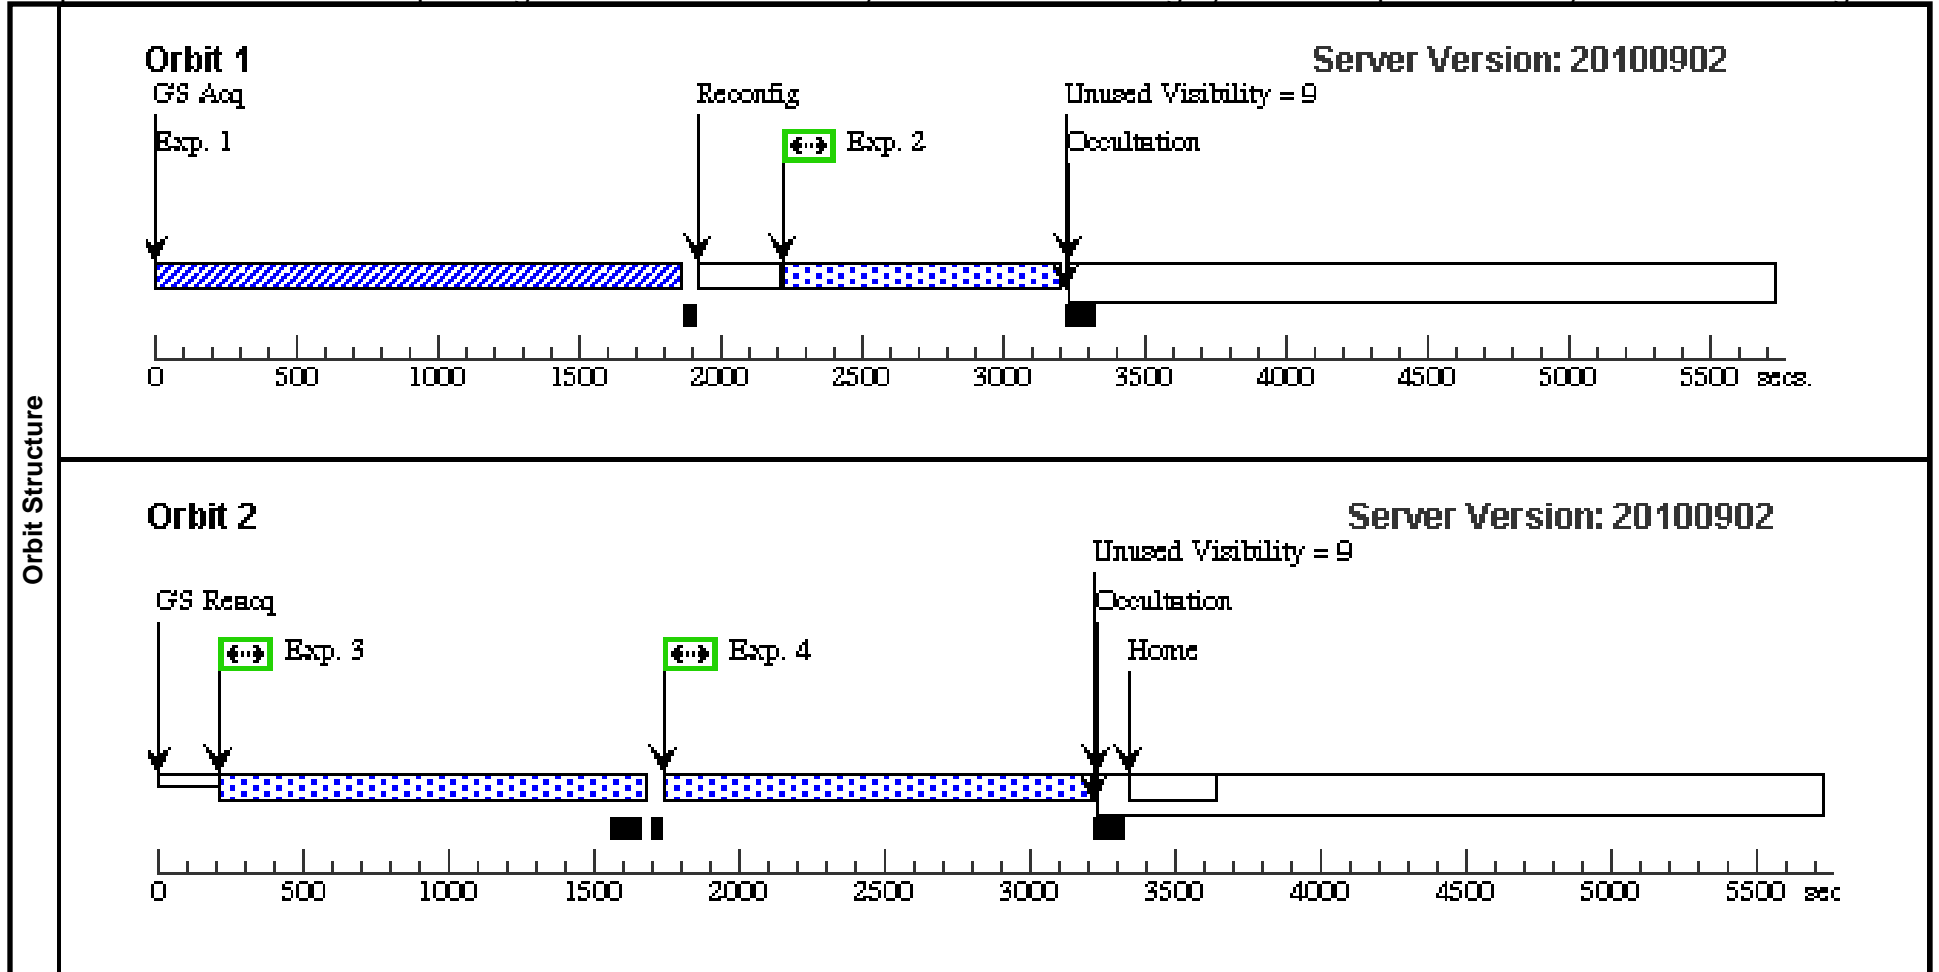 Orbit Structure
Orbit 1
Server Version: 20100902
GS Acq
Reconfig
Unused Visibility = 9
Exp. 1
Exp. 2
Occultation
0 500 1000 1500 2000 2500 3000 3500 4000 4500 5000 5500 secs.
Orbit 2
Server Version: 20100902
Unused Visibility = 9
GS Reacq
Occultation
Exp. 3
Exp. 4
Home
0 500 1000 1500 2000 2500 3000 3500 4000 4500 5000 5500 sec